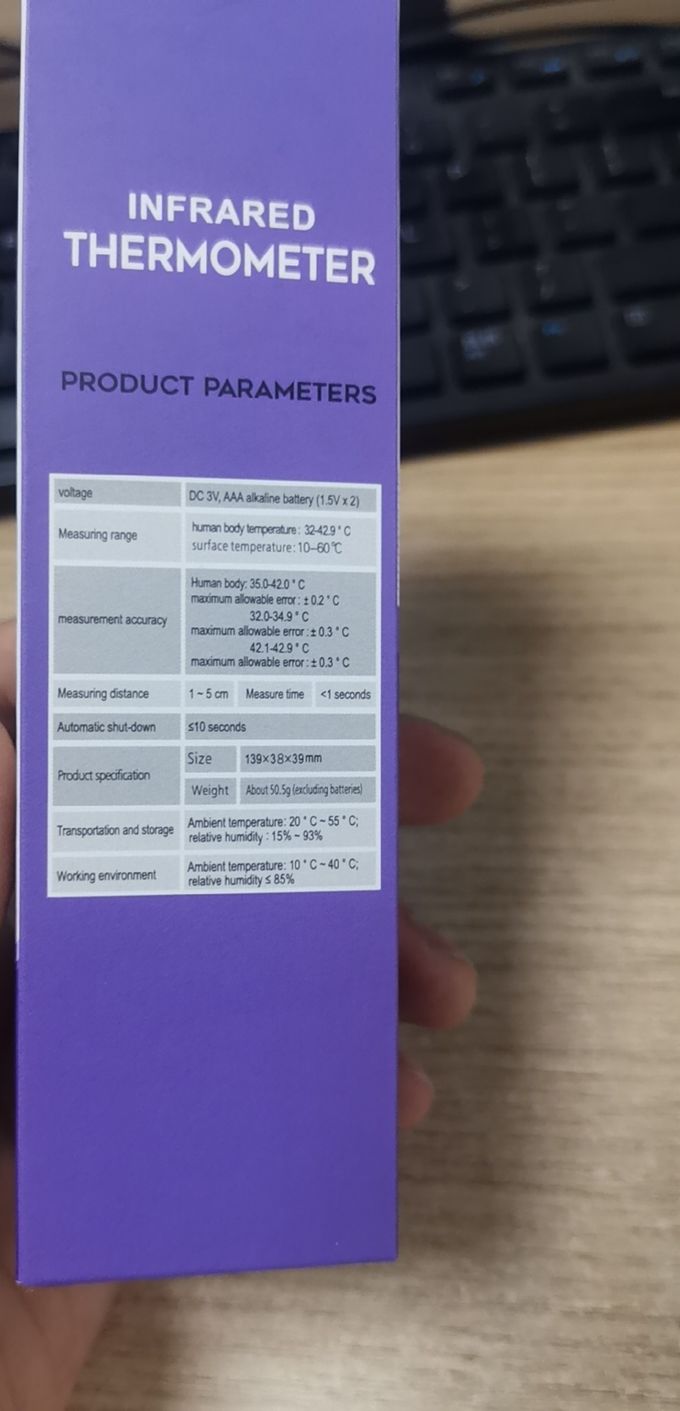 INFRARED
THERMOMETER
PRODUCT PARAMETERS
voltage DC 3V, AAA alkaline battery (1.5V x 2)
Measuring range human body temperature: 32-42.9 ° C
surface temperature: 10–60℃
measurement accuracy Human body: 35.0-42.0 ° C
maximum allowable error: ± 0.2 ° C
32.0-34.9 ° C
maximum allowable error: ± 0.3 ° C
42.1-42.9 ° C
maximum allowable error: ± 0.3 ° C
Measuring distance 1 ~ 5 cm Measure time <1 seconds
Automatic shut-down ≤10 seconds
Product specification Size 139×38×39mm
Weight About 50.5g (excluding batteries)
Transportation and storage Ambient temperature: 20 ° C ~ 55 ° C;
relative humidity : 15% ~ 93%
Working environment Ambient temperature: 10 ° C ~ 40 ° C;
relative humidity ≤ 85%